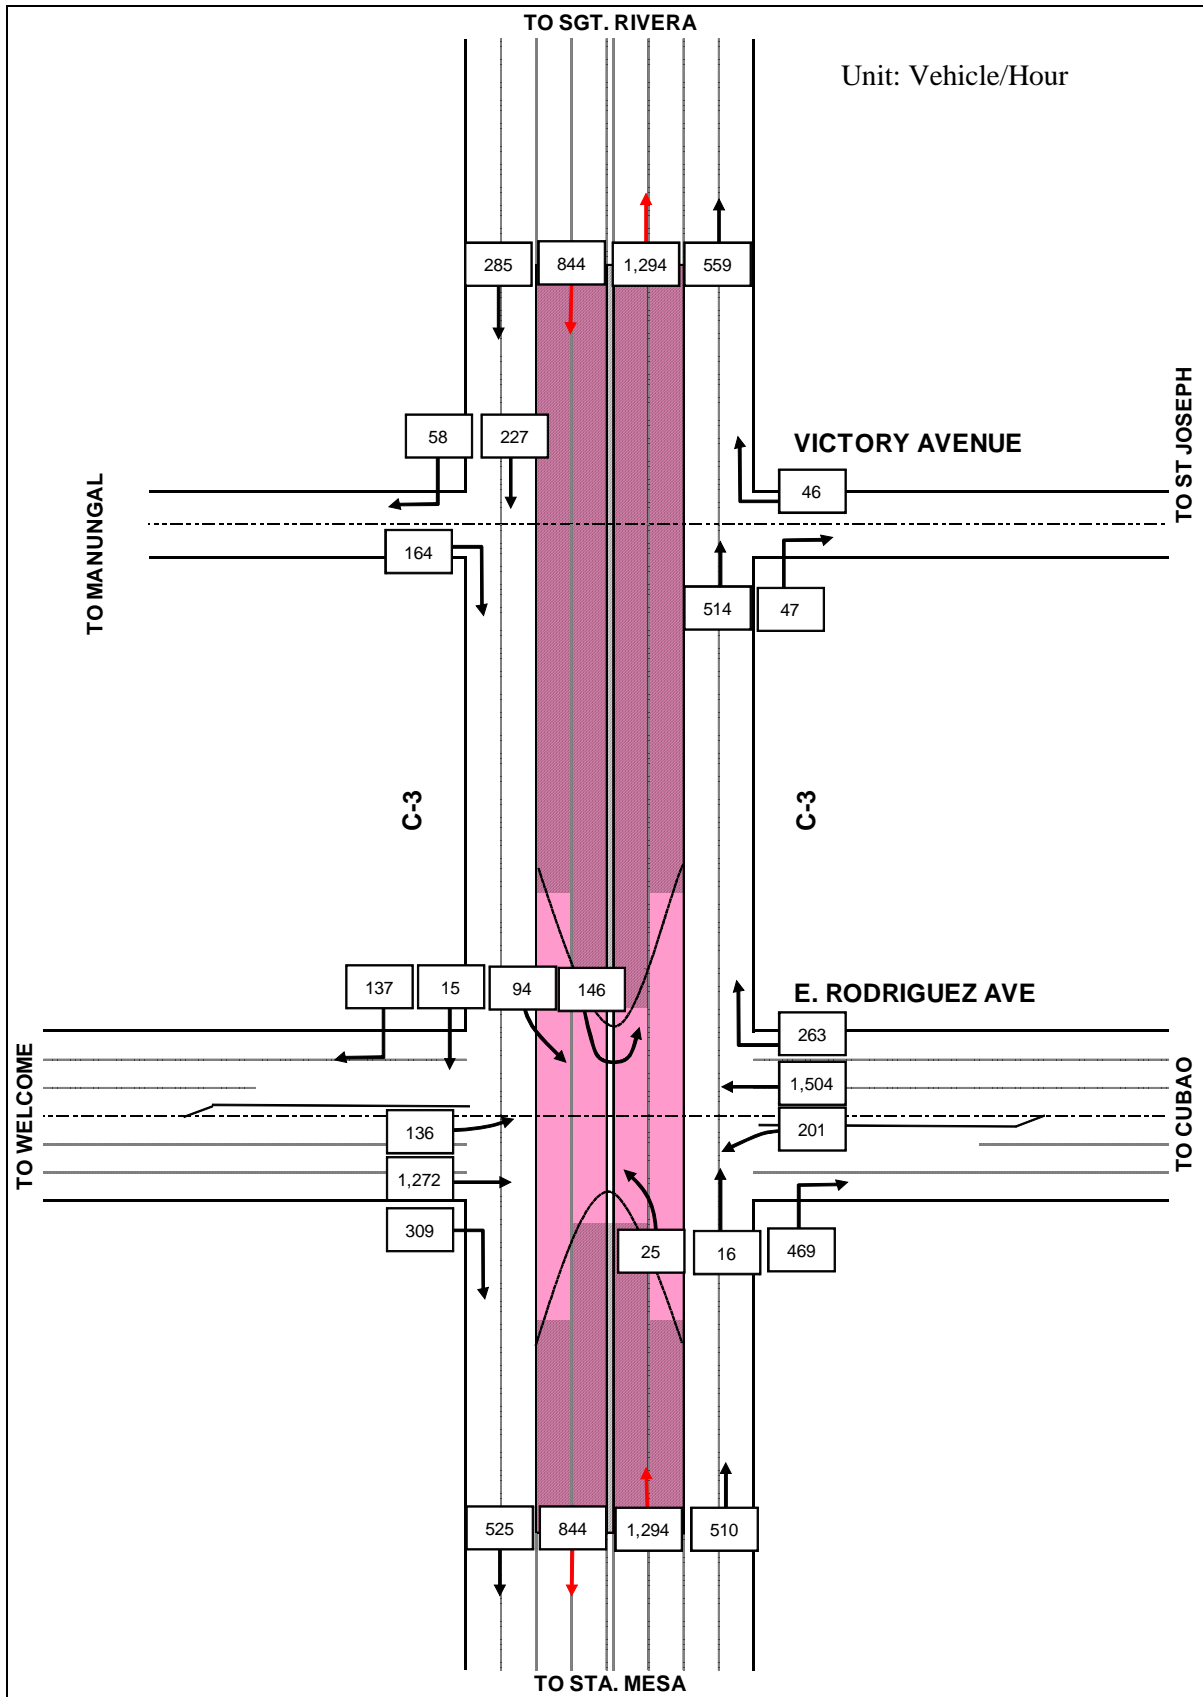 TO SGT. RIVERA
Unit: Vehicle/Hour
285
844
1,294
559
58
227
VICTORY AVENUE
46
TO ST JOSEPH
TO MANUNGAL
164
514
47
C-3
C-3
137
15
94
146
E. RODRIGUEZ AVE
263
1,504
201
TO WELCOME
TO CUBAO
136
1,272
309
25
16
469
525
844
1,294
510
TO STA. MESA